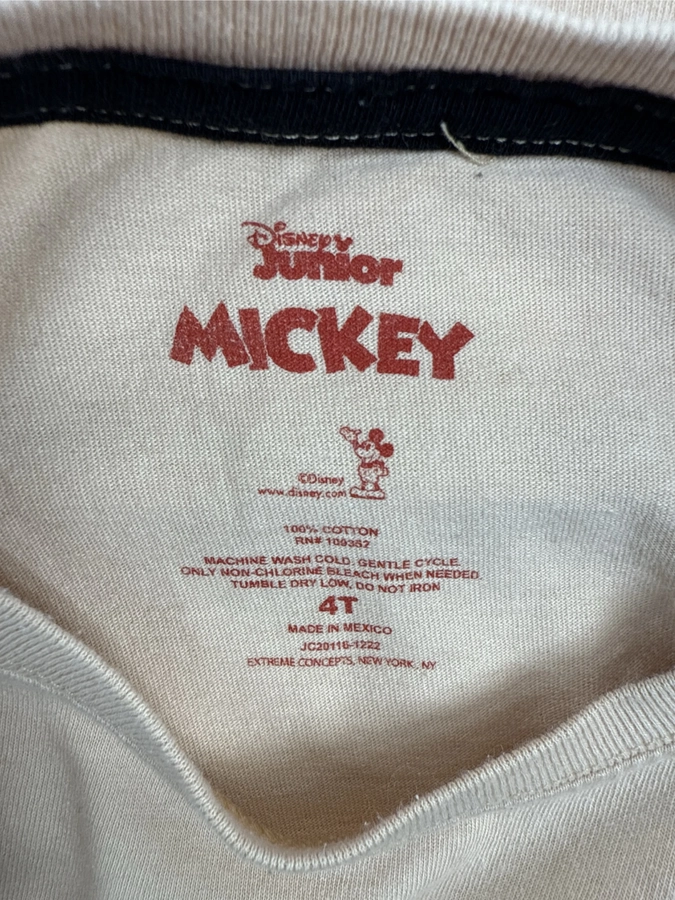 Disney
Junior
MICKEY
©Disney
www.disney.com
100% COTTON
RN# 109352
MACHINE WASH COLD. GENTLE CYCLE.
ONLY NON-CHLORINE BLEACH WHEN NEEDED.
TUMBLE DRY LOW, DO NOT IRON
4T
MADE IN MEXICO
JC20116-1222
EXTREME CONCEPTS, NEW YORK, NY